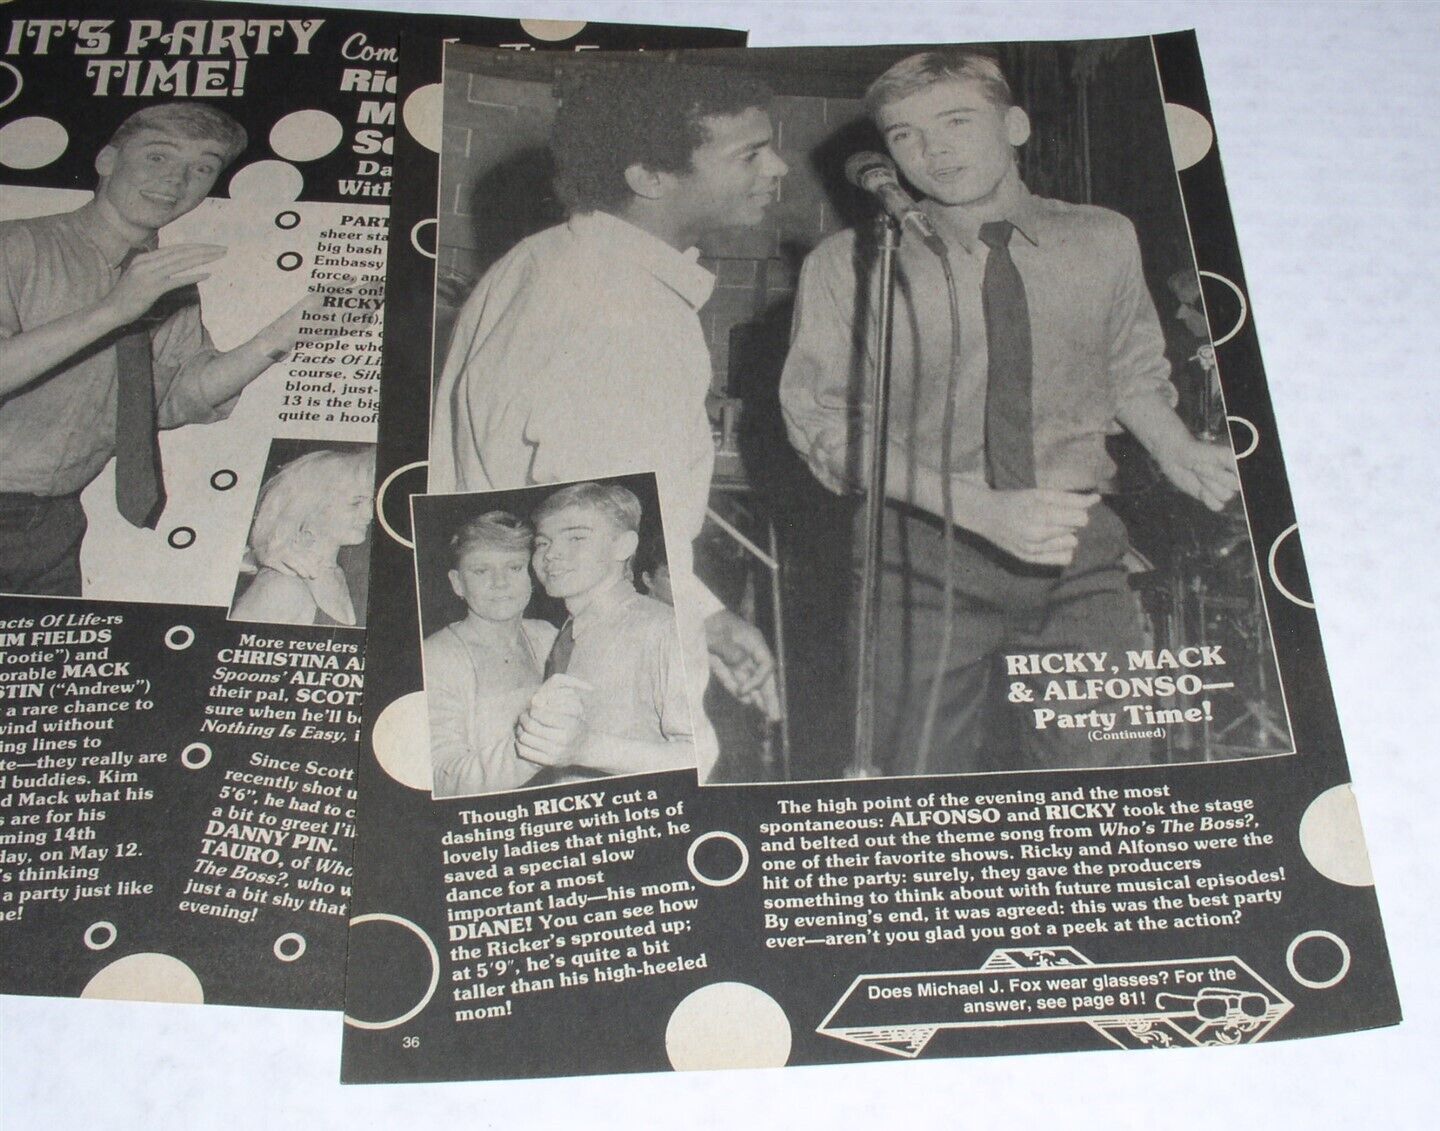 IT'S PARTY
TIME!
Com
Ric
M
Sc
Da
With
PART
sheer sta
big bash
Embassy
force, and
shoes on!
RICKY
host (left),
members o
people who
Facts Of Li
course, Silv
blond, just-
13 is the big
quite a hoof
acts Of Life-rs
IM FIELDS
Tootie") and
orable MACK
STIN ("Andrew")
a rare chance to
wind without
ing lines to
te—they really are
d buddies. Kim
d Mack what his
s are for his
ming 14th
day, on May 12.
's thinking
a party just like
ne!
More revelers
CHRISTINA A
Spoons' ALFON
their pal, SCOT
sure when he'll b
Nothing Is Easy, i
Since Scott
recently shot u
5'6", he had to c
a bit to greet l'il
DANNY PIN-
TAURO, of Who
The Boss?, who w
just a bit shy that
evening!
RICKY, MACK
& ALFONSO—
Party Time!
(Continued)
Though RICKY cut a
dashing figure with lots of
lovely ladies that night, he
saved a special slow
dance for a most
important lady—his mom,
DIANE! You can see how
the Ricker's sprouted up;
at 5'9", he's quite a bit
taller than his high-heeled
mom!
The high point of the evening and the most
spontaneous: ALFONSO and RICKY took the stage
and belted out the theme song from Who's The Boss?,
one of their favorite shows. Ricky and Alfonso were the
hit of the party: surely, they gave the producers
something to think about with future musical episodes!
By evening's end, it was agreed: this was the best party
ever—aren't you glad you got a peek at the action?
Does Michael J. Fox wear glasses? For the
answer, see page 81!
36